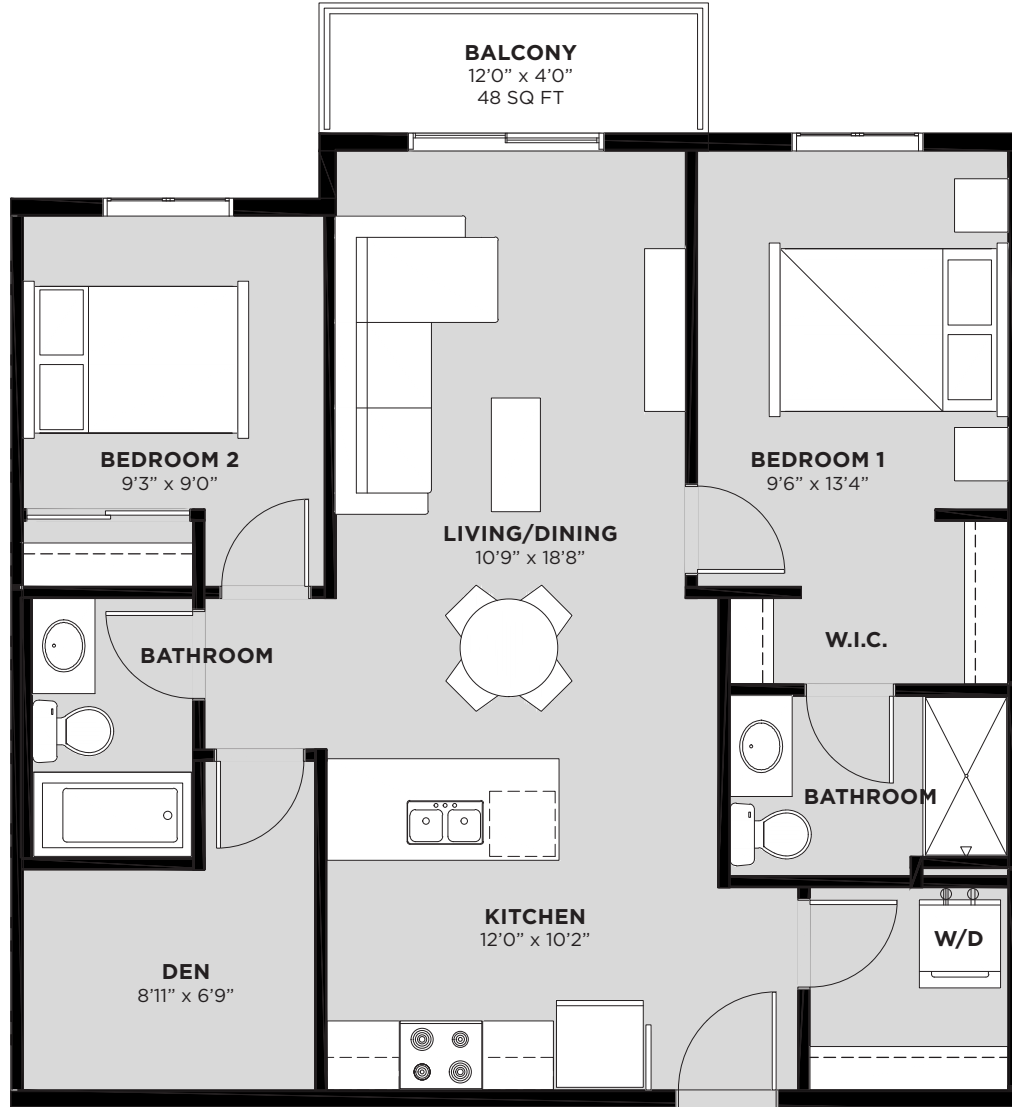 BALCONY
12’0” x 4’0”
48 SQ FT
BEDROOM 2
9’3” x 9’0”
BEDROOM 1
9’6” x 13’4”
LIVING/DINING
10’9” x 18’8”
BATHROOM
W.I.C.
BATHROOM
KITCHEN
12’0” x 10’2”
W/D
DEN
8’11” x 6’9”